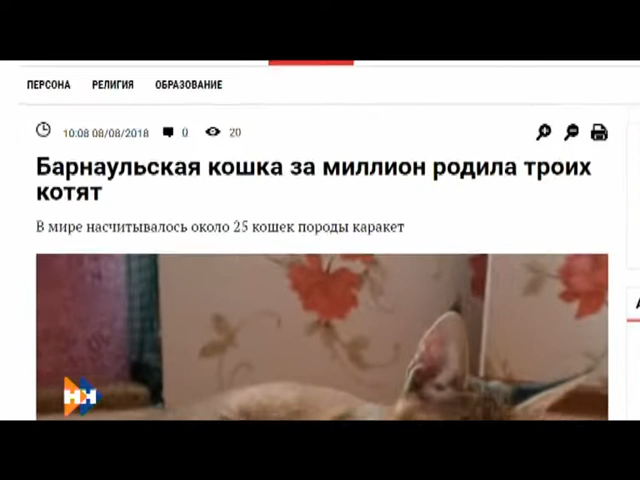 ПЕРСОНА РЕЛИГИЯ ОБРАЗОВАНИЕ
10:08 08/08/2018 0 20
Барнаульская кошка за миллион родила троих
котят
В мире насчитывалось около 25 кошек породы каракет
НН